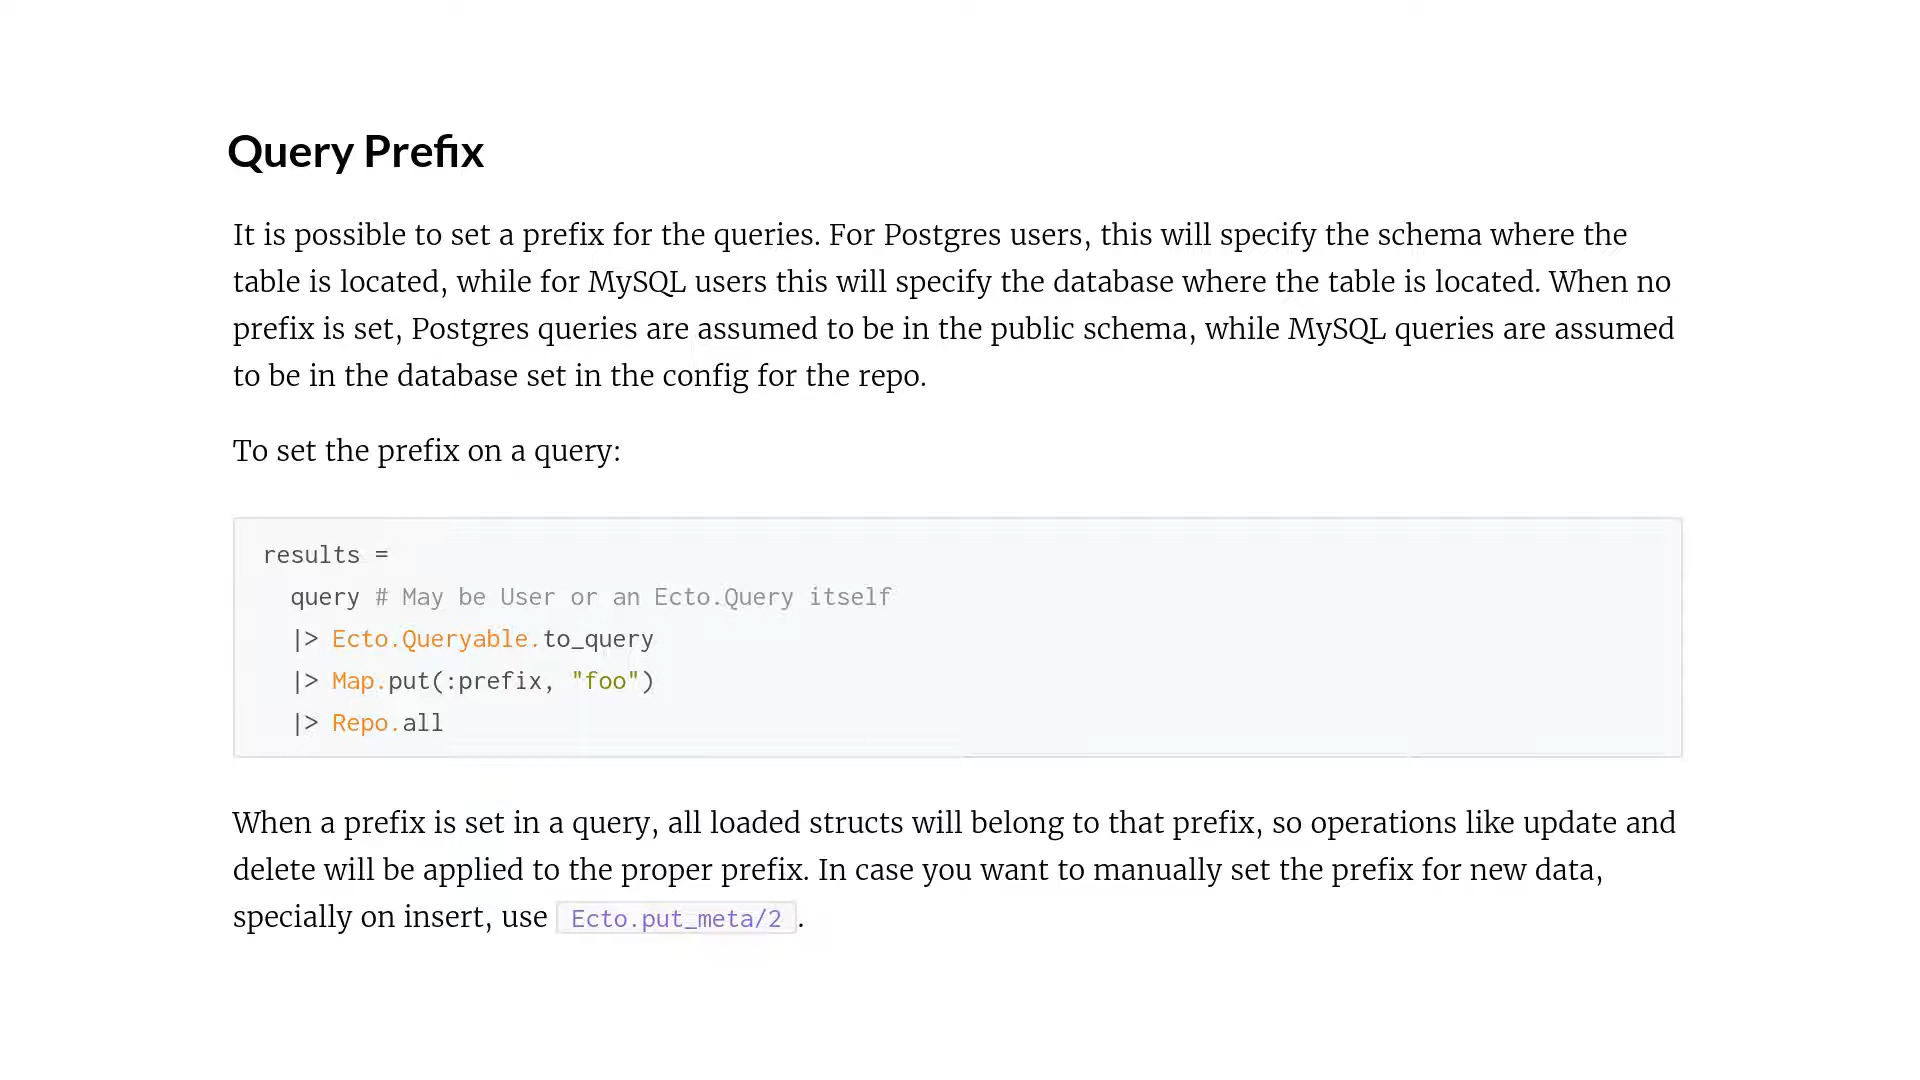 Query Prefix
It is possible to set a prefix for the queries. For Postgres users, this will specify the schema where the
table is located, while for MySQL users this will specify the database where the table is located. When no
prefix is set, Postgres queries are assumed to be in the public schema, while MySQL queries are assumed
to be in the database set in the config for the repo.
To set the prefix on a query:
results =
  query # May be User or an Ecto.Query itself
  |> Ecto.Queryable.to_query
  |> Map.put(:prefix, "foo")
  |> Repo.all
When a prefix is set in a query, all loaded structs will belong to that prefix, so operations like update and
delete will be applied to the proper prefix. In case you want to manually set the prefix for new data,
specially on insert, use Ecto.put_meta/2.